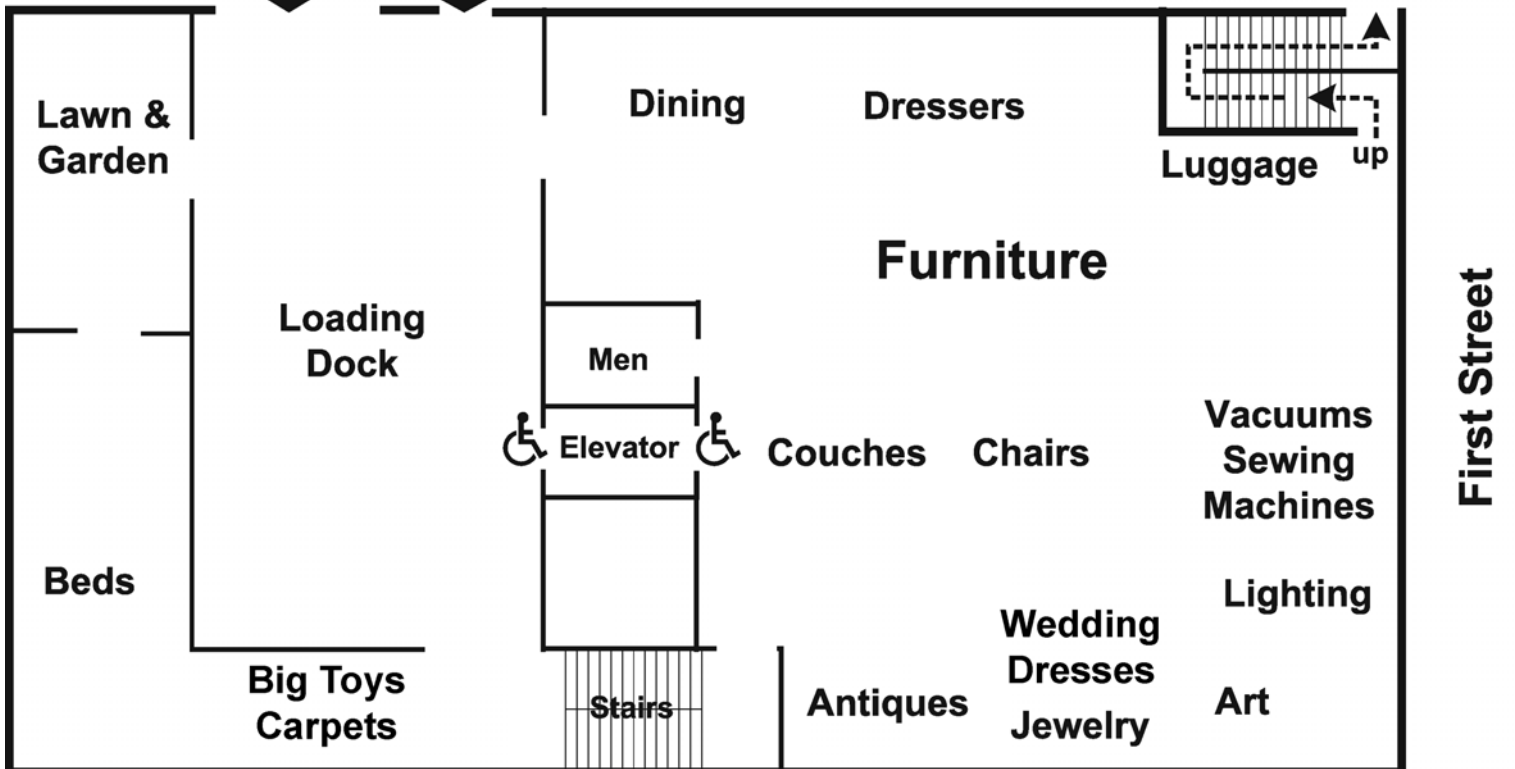 Lawn &
Garden
Dining
Dressers
Luggage
up
Furniture
Loading
Dock
Men
Elevator
Couches
Chairs
Vacuums
Sewing
Machines
First Street
Beds
Lighting
Wedding
Dresses
Big Toys
Carpets
Stairs
Antiques
Jewelry
Art